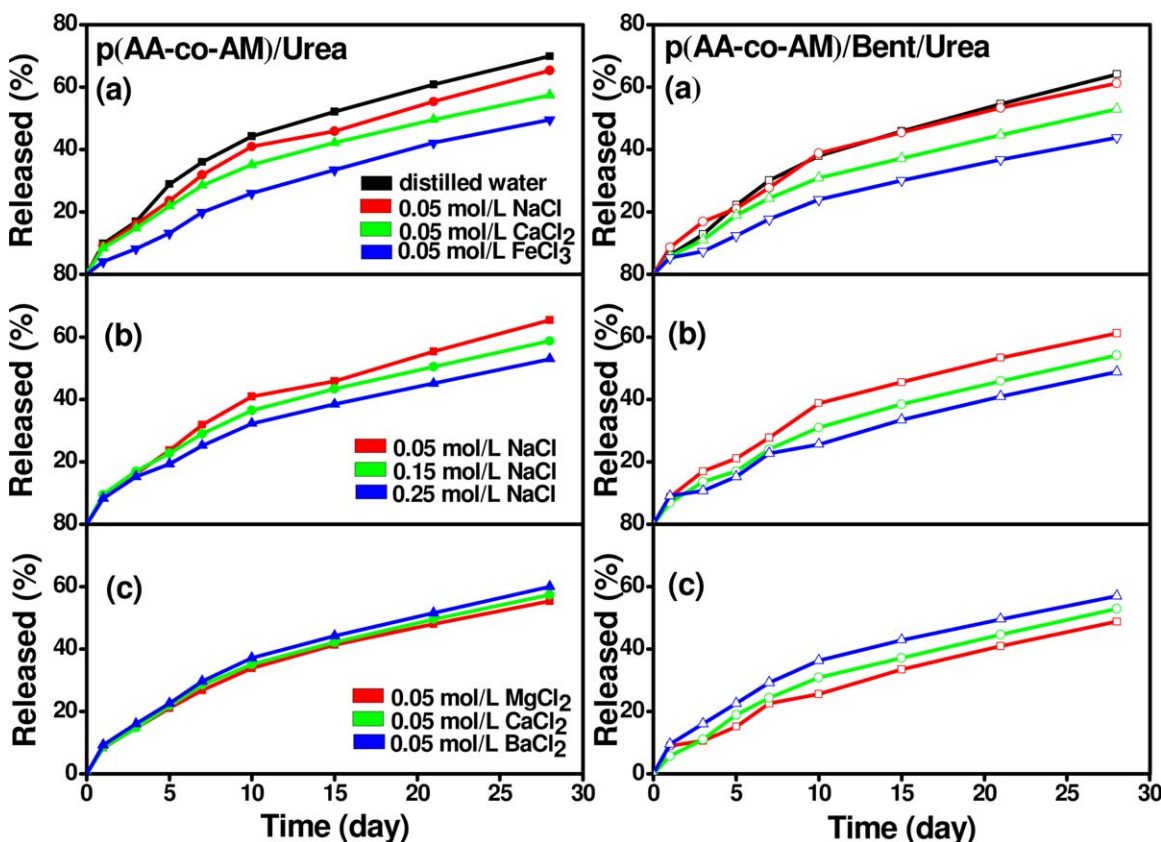 p(AA-co-AM)/Urea
(a)
Released (%)
80
60
40
20
distilled water
0.05 mol/L NaCl
0.05 mol/L CaCl2
0.05 mol/L FeCl3
(b)
Released (%)
80
60
40
20
0.05 mol/L NaCl
0.15 mol/L NaCl
0.25 mol/L NaCl
(c)
Released (%)
80
60
40
20
0
0.05 mol/L MgCl2
0.05 mol/L CaCl2
0.05 mol/L BaCl2
0 5 10 15 20 25 30
Time (day)
p(AA-co-AM)/Bent/Urea
(a)
Released (%)
80
60
40
20
(b)
Released (%)
80
60
40
20
(c)
Released (%)
80
60
40
20
0
0 5 10 15 20 25 30
Time (day)